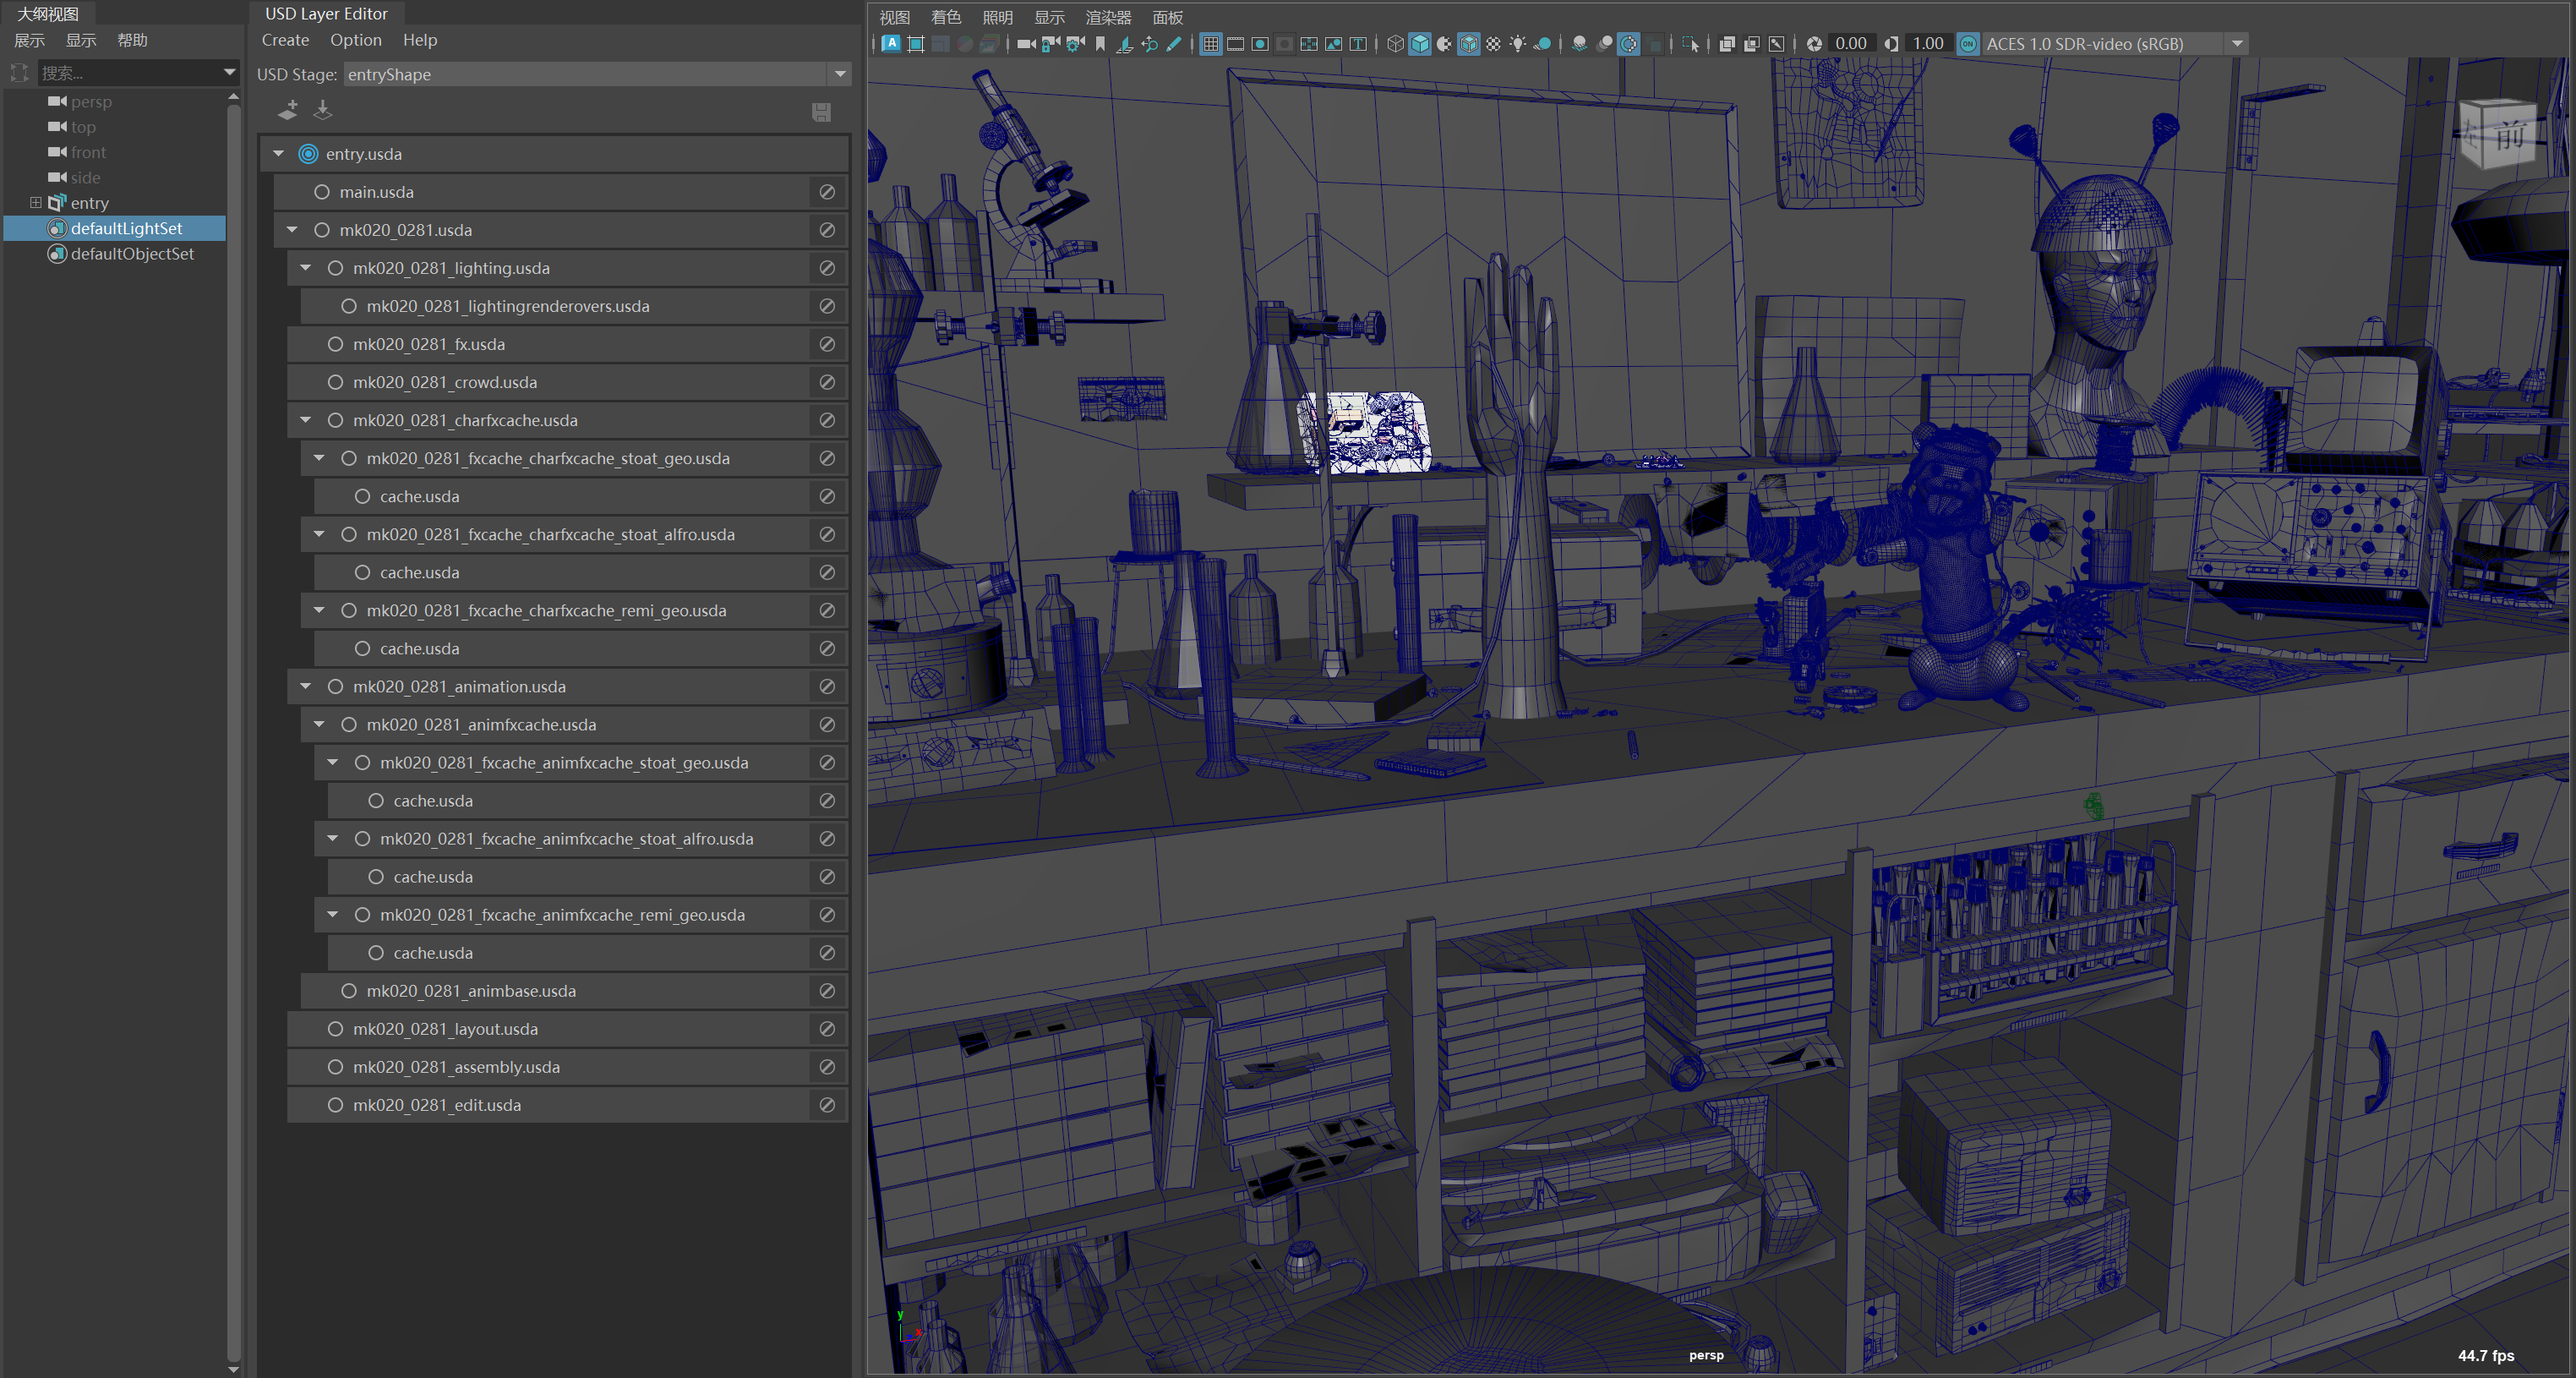 大纲视图
展示 显示 帮助
搜索...
persp
top
front
side
entry
defaultLightSet
defaultObjectSet
USD Layer Editor
Create Option Help
USD Stage: entryShape
entry.usda
main.usda
mk020_0281.usda
mk020_0281_lighting.usda
mk020_0281_lightingrenderovers.usda
mk020_0281_fx.usda
mk020_0281_crowd.usda
mk020_0281_charfxcache.usda
mk020_0281_fxcache_charfxcache_stoat_geo.usda
cache.usda
mk020_0281_fxcache_charfxcache_stoat_alfro.usda
cache.usda
mk020_0281_fxcache_charfxcache_remi_geo.usda
cache.usda
mk020_0281_animation.usda
mk020_0281_animfxcache.usda
mk020_0281_fxcache_animfxcache_stoat_geo.usda
cache.usda
mk020_0281_fxcache_animfxcache_stoat_alfro.usda
cache.usda
mk020_0281_fxcache_animfxcache_remi_geo.usda
cache.usda
mk020_0281_animbase.usda
mk020_0281_layout.usda
mk020_0281_assembly.usda
mk020_0281_edit.usda
视图 着色 照明 显示 渲染器 面板
0.00 1.00 ON ACES 1.0 SDR-video (sRGB)
前
y
x
persp
44.7 fps